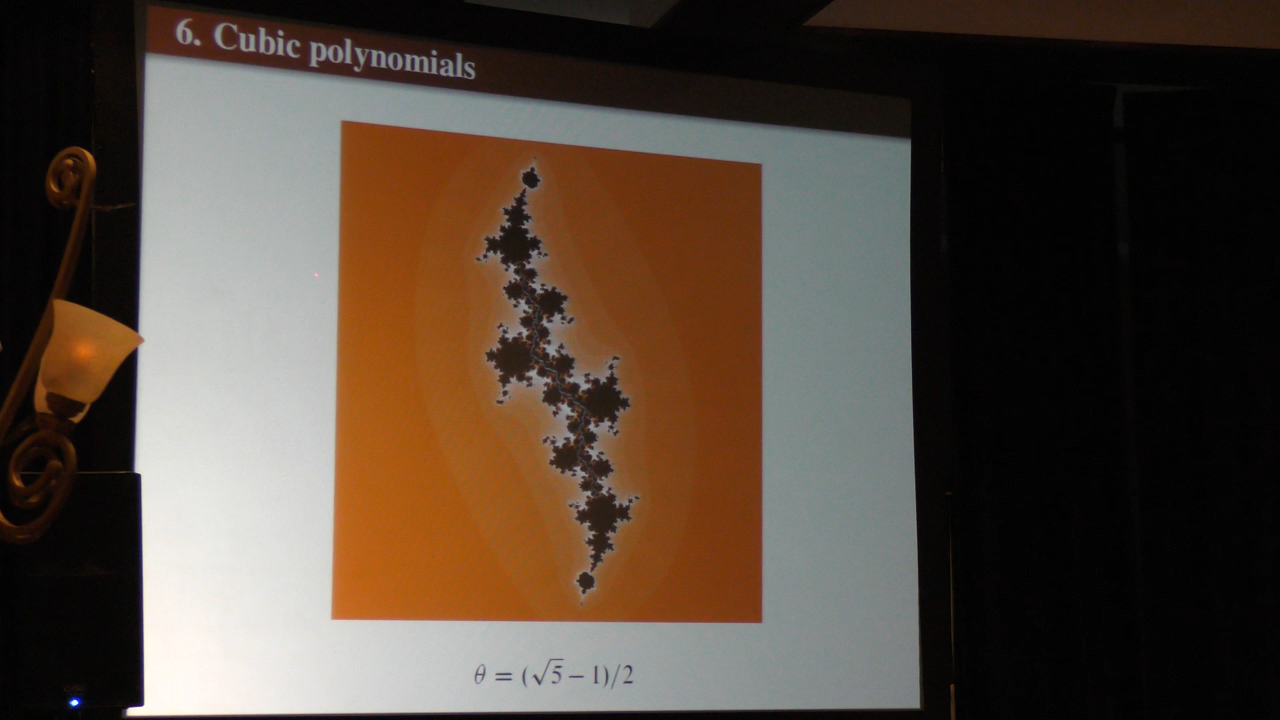 6. Cubic polynomials
θ = (√5 − 1)/2